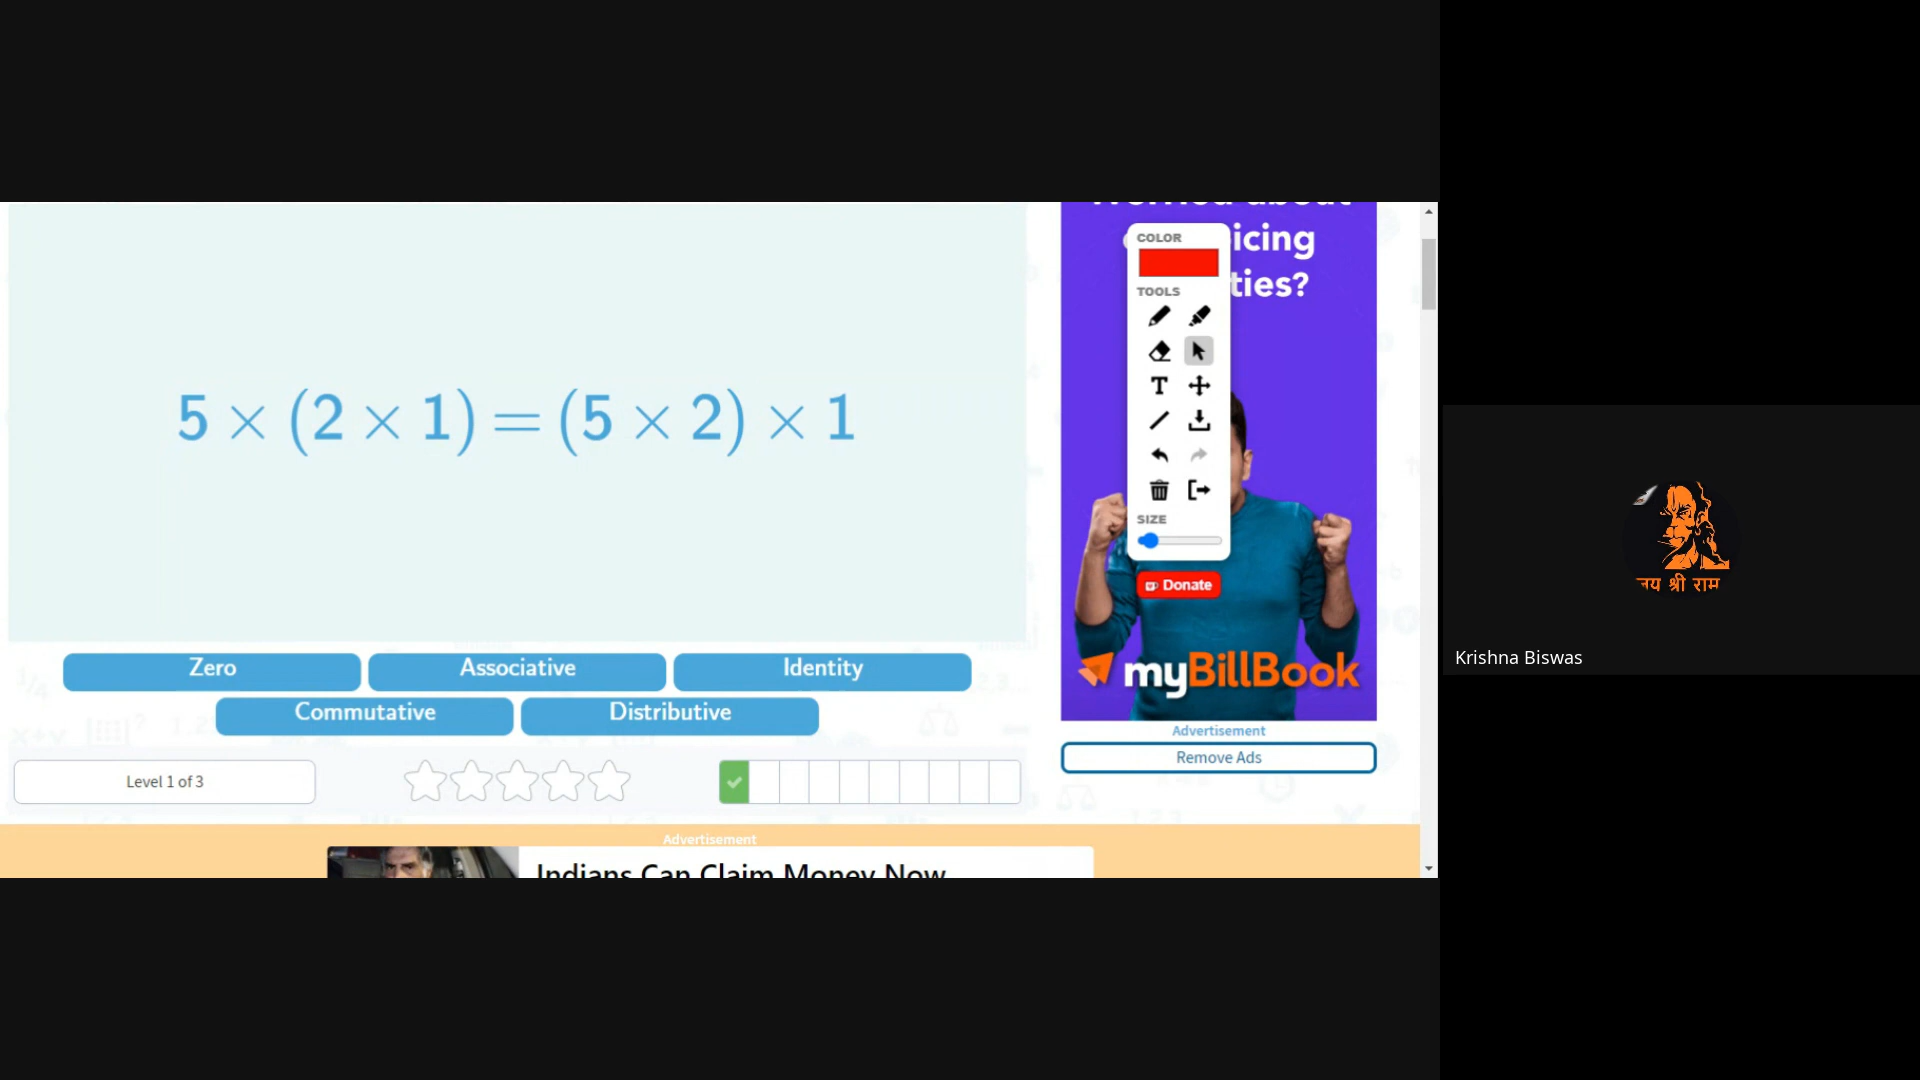 icing
ties?
COLOR
TOOLS
5 × (2 × 1) = (5 × 2) × 1
SIZE
Donate
Zero
Associative
Identity
Commutative
Distributive
myBillBook
Advertisement
Remove Ads
Level 1 of 3
Advertisement
Indians Can Claim Money Now
जय श्री राम
Krishna Biswas